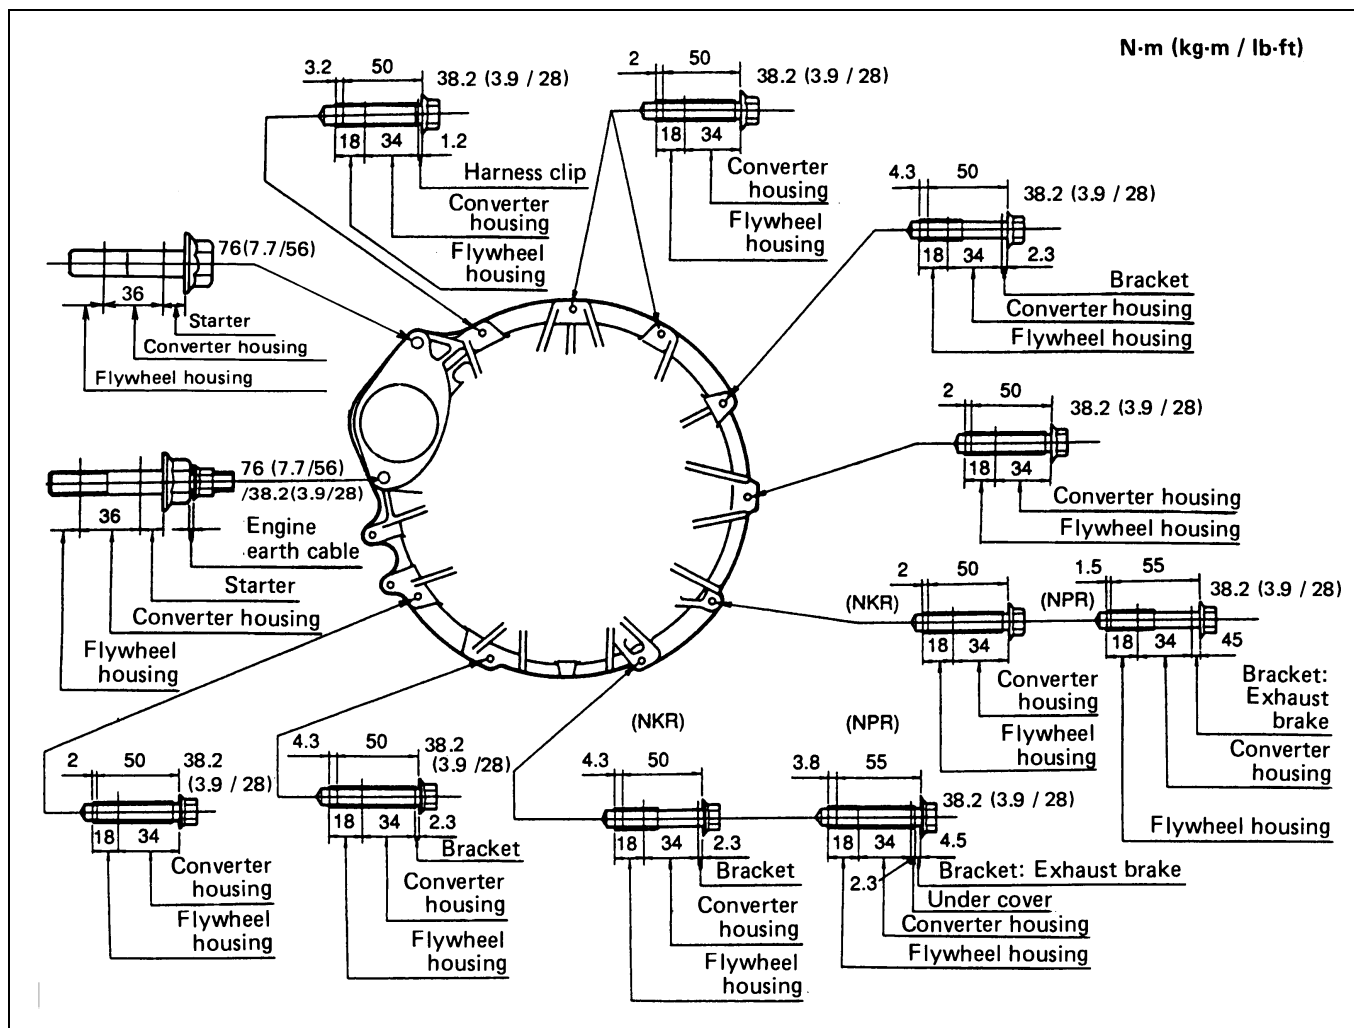 N·m (kg·m / lb·ft)
3.2 50 38.2 (3.9 / 28)
18 34 1.2
Harness clip
Converter
housing
Flywheel
housing
2 50 38.2 (3.9 / 28)
18 34
Converter
housing
Flywheel
housing
4.3 50 38.2 (3.9 / 28)
18 34 2.3
Bracket
Converter housing
Flywheel housing
76(7.7/56)
36
Starter
Converter housing
Flywheel housing
2 50 38.2 (3.9 / 28)
18 34
Converter housing
Flywheel housing
76 (7.7/56)
/38.2(3.9/28)
36
Engine
earth cable
Starter
Converter housing
Flywheel
housing
(NKR)
2 50
18 34
Converter
housing
Flywheel
housing
(NPR)
1.5 55 38.2 (3.9 / 28)
18 34 45
Bracket:
Exhaust
brake
Converter
housing
Flywheel housing
2 50 38.2
(3.9 / 28)
18 34
Converter
housing
Flywheel
housing
4.3 50 38.2
(3.9 /28)
18 34 2.3
Bracket
Converter
housing
Flywheel
housing
(NKR)
4.3 50
18 34 2.3
Bracket
Converter
housing
Flywheel
housing
(NPR)
3.8 55
38.2 (3.9 / 28)
18 34 4.5
2.3
Bracket: Exhaust brake
Under cover
Converter housing
Flywheel housing